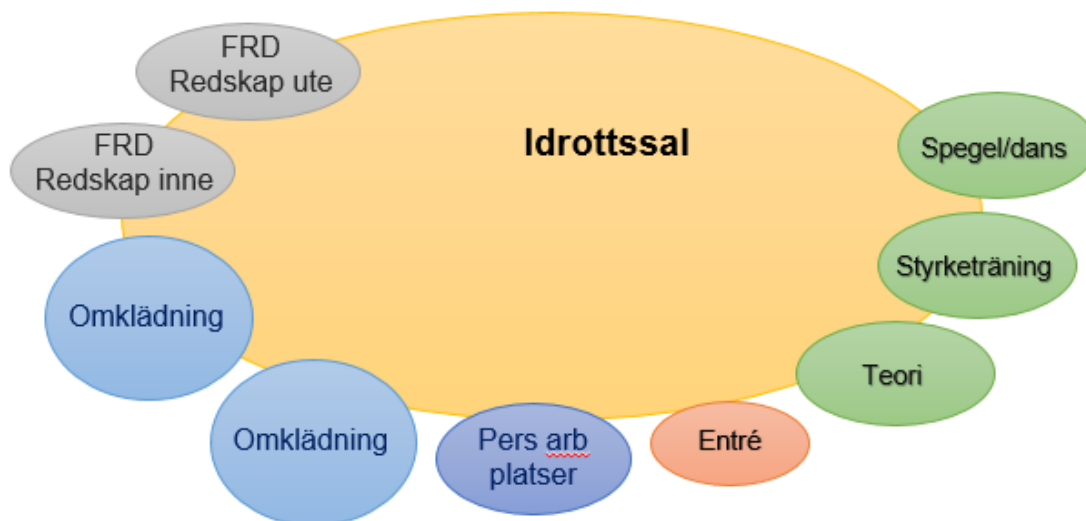 FRD
Redskap ute
FRD
Redskap inne
Idrottssal
Spegel/dans
Styrketräning
Omklädning
Teori
Omklädning
Pers arb
platser
Entré